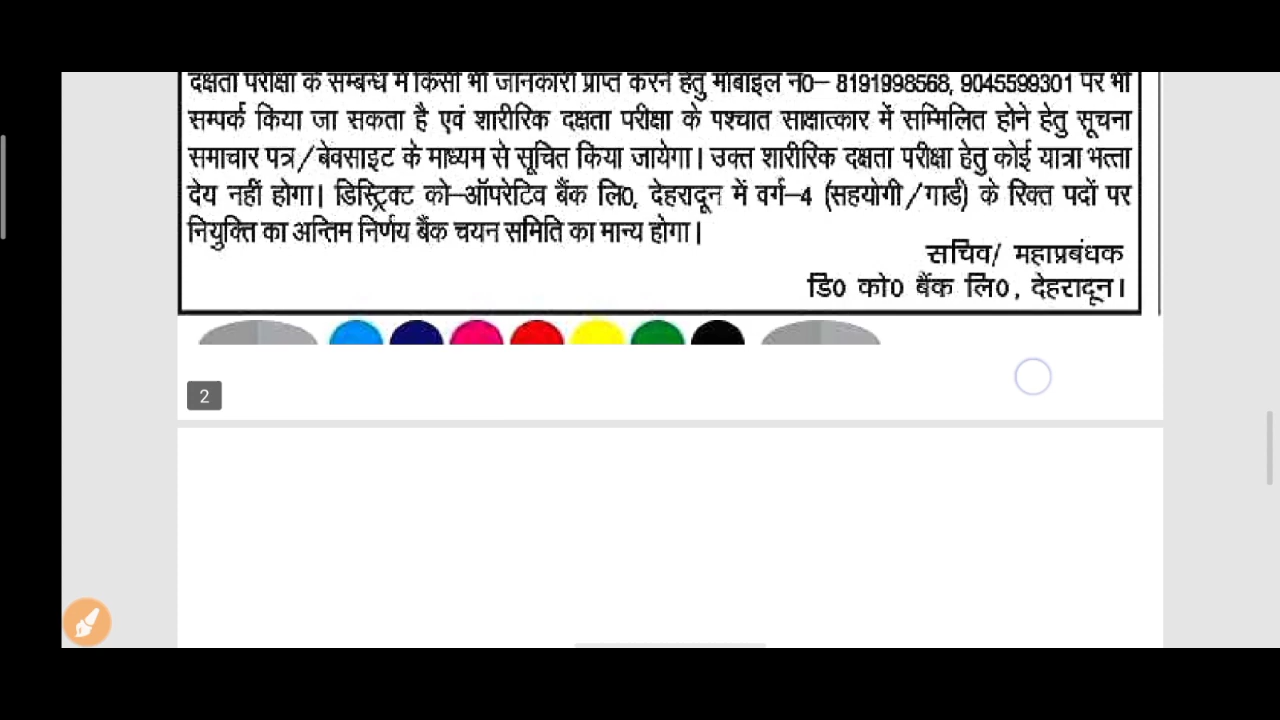 दक्षता परीक्षा के सम्बन्ध में किसी भी जानकारी प्राप्त करने हेतु मोबाइल न0– 8191998568, 9045599301 पर भी
सम्पर्क किया जा सकता है एवं शारीरिक दक्षता परीक्षा के पश्चात साक्षात्कार में सम्मिलित होने हेतु सूचना
समाचार पत्र/बेवसाइट के माध्यम से सूचित किया जायेगा। उक्त शारीरिक दक्षता परीक्षा हेतु कोई यात्रा भत्ता
देय नहीं होगा। डिस्ट्रिक्ट को–ऑपरेटिव बैंक लि0, देहरादून में वर्ग–4 (सहयोगी/गार्ड) के रिक्त पदों पर
नियुक्ति का अन्तिम निर्णय बैंक चयन समिति का मान्य होगा।
सचिव/ महाप्रबंधक
डि0 को0 बैंक लि0, देहरादून।
2